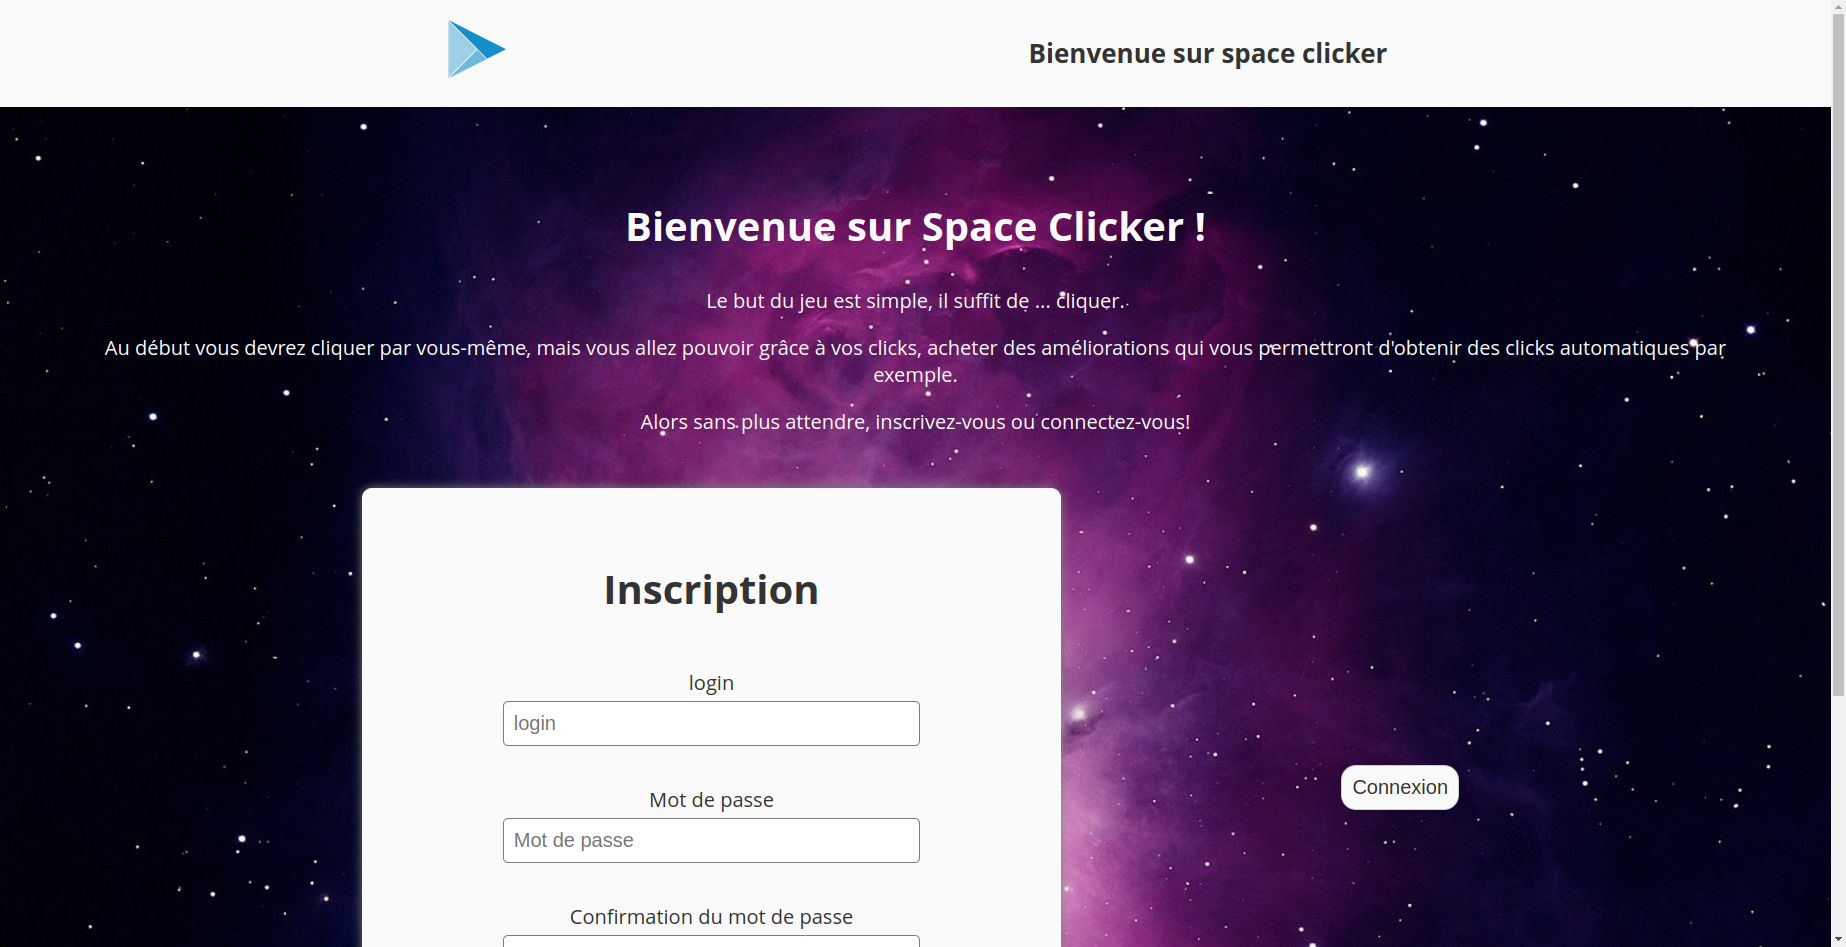 Bienvenue sur space clicker
Bienvenue sur Space Clicker !
Le but du jeu est simple, il suffit de ... cliquer.
Au début vous devrez cliquer par vous-même, mais vous allez pouvoir grâce à vos clicks, acheter des améliorations qui vous permettront d'obtenir des clicks automatiques par
exemple.
Alors sans plus attendre, inscrivez-vous ou connectez-vous!
Inscription
login
login
Mot de passe
Mot de passe
Connexion
Confirmation du mot de passe